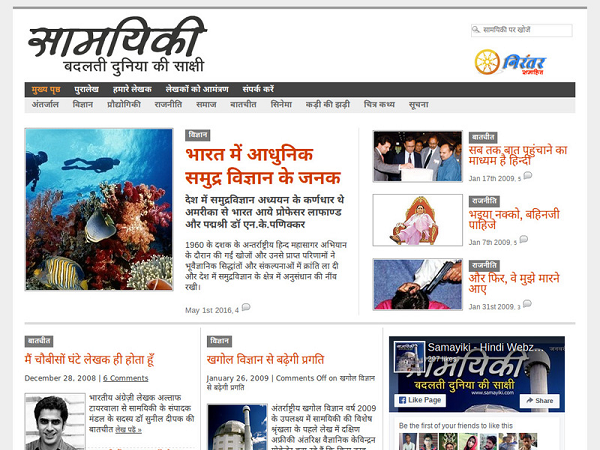 सामयिकी
बदलती दुनिया की साक्षी
सामयिकी पर खोजें
निरंतर
समाहित
मुख्य पृष्ठ पुरालेख हमारे लेखक लेखकों को आमंत्रण संपर्क करें
अंतर्जाल विज्ञान प्रौद्योगिकी राजनीति समाज बातचीत सिनेमा कड़ी की झड़ी चित्र कथ्य सूचना
विज्ञान
भारत में आधुनिक
समुद्र विज्ञान के जनक
देश में समुद्रविज्ञान अध्ययन के कर्णधार थे
अमरीका से भारत आये प्रोफेसर लाफाण्ड
और पद्मश्री डॉ एन.के.पणिक्कर
1960 के दशक के अन्तर्राष्ट्रीय हिन्द महासागर अभियान
के दौरान की गईं खोजों और उनसे प्राप्त परिणामों ने
भूवैज्ञानिक सिद्धांतों और संकल्पनाओं में क्रांति ला दी
और देश में समुद्रविज्ञान के क्षेत्र में अनुसंधान की नींव
रखी।
May 1st 2016, 4
बातचीत
सब तक बात पहुंचाने का
माध्यम है हिन्दी
Jan 17th 2009, 5
राजनीति
भइया नक्को, बहिनजी
पाहिजे
Jan 7th 2009, 5
राजनीति
और फिर, वे मुझे मारने
आए
Jan 31st 2009, 3
बातचीत
मैं चौबीसों घंटे लेखक ही होता हूँ
December 28, 2008 | 6 Comments
भारतीय अंग्रेज़ी लेखक अल्ताफ
टायरवाला से सामयिकी के संपादक
मंडल के सदस्य डॉ सुनील दीपक की
बातचीत लेख पढ़ें »
विज्ञान
खगोल विज्ञान से बढ़ेगी प्रगति
January 26, 2009 | Comments Off on खगोल
विज्ञान से बढ़ेगी प्रगति
अंतर्राष्ट्रीय खगोल विज्ञान वर्ष 2009
के उपलक्ष्य में सामयिकी की विशेष
श्रृंखला के पहले लेख में दक्षिण
अफ्रीकी अंतरिक्ष वैज्ञानिक केविन्द्रन
Samayiki - Hindi Webz...
297 likes
सामयिकी
बदलती दुनिया की साक्षी
www.samayiki.com
Like Page Share
Be the first of your friends to like this